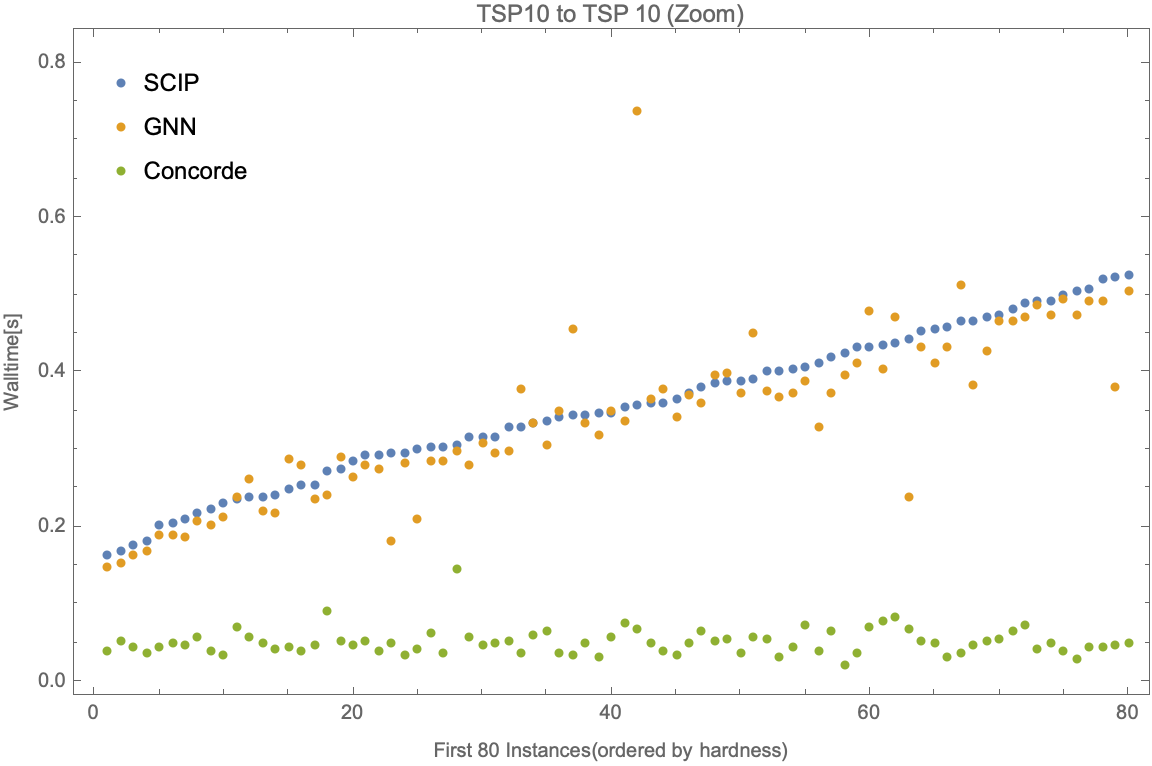 TSP10 to TSP 10 (Zoom)
0.8
SCIP
GNN
Concorde
0.6
0.4
0.2
0.0
Walltime[s]
0 20 40 60 80
First 80 Instances(ordered by hardness)